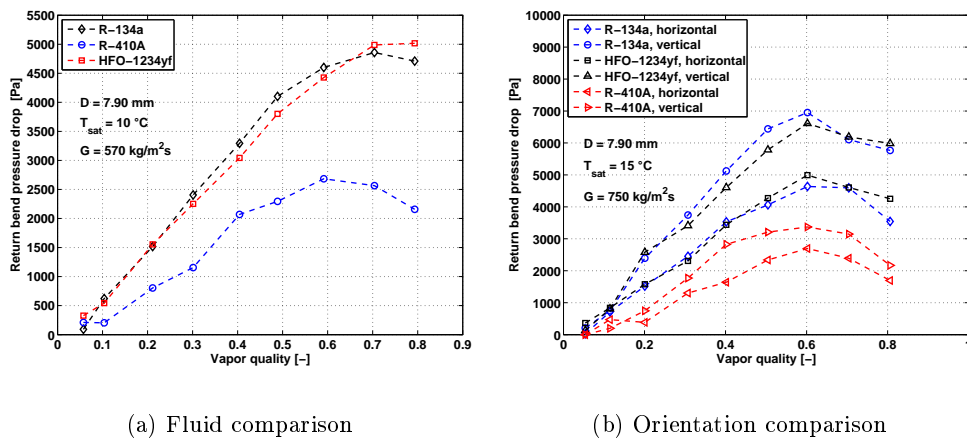 R−134a
R−410A
HFO−1234yf
D = 7.90 mm
T_sat = 10 °C
G = 570 kg/m²s
Return bend pressure drop [Pa]
5500
5000
4500
4000
3500
3000
2500
2000
1500
1000
500
0
0 0.1 0.2 0.3 0.4 0.5 0.6 0.7 0.8 0.9
Vapor quality [−]
(a) Fluid comparison
R−134a, horizontal
R−134a, vertical
HFO−1234yf, horizontal
HFO−1234yf, vertical
R−410A, horizontal
R−410A, vertical
D = 7.90 mm
T_sat = 15 °C
G = 750 kg/m²s
Return bend pressure drop [Pa]
10000
9000
8000
7000
6000
5000
4000
3000
2000
1000
0
0 0.2 0.4 0.6 0.8 1
Vapor quality [−]
(b) Orientation comparison